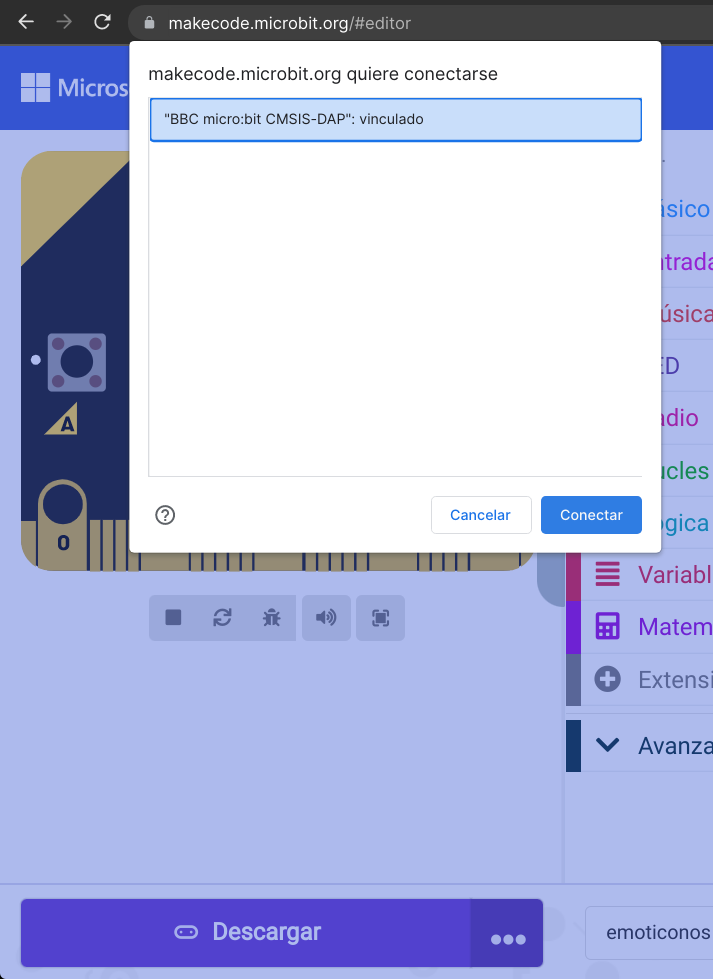 makecode.microbit.org/#editor
makecode.microbit.org quiere conectarse
"BBC micro:bit CMSIS-DAP": vinculado
Cancelar
Conectar
Micros
A
0
ásico
ntrada
úsica
ED
adio
ucles
ógica
Variabl
Matem
Extensi
Avanza
Descargar
emoticonos